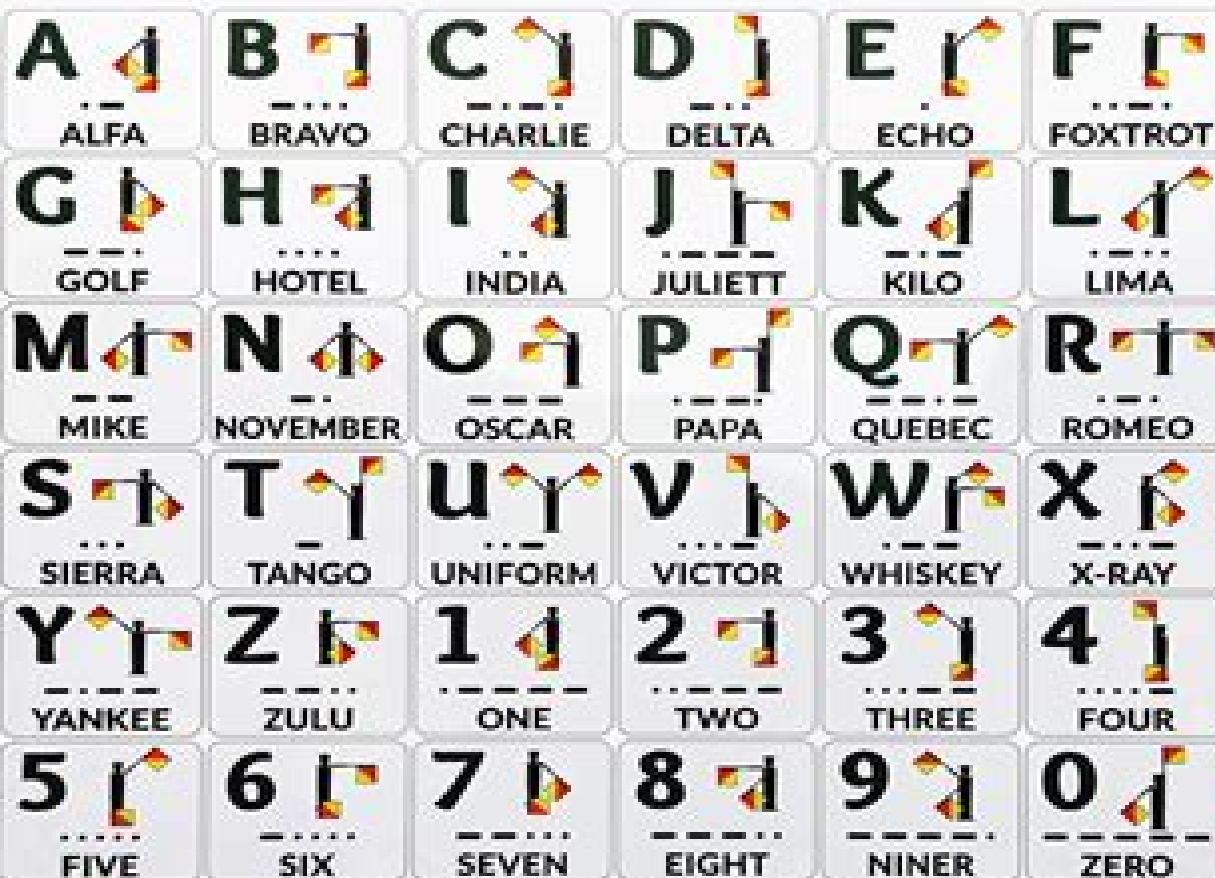 A B C D E F
ALFA BRAVO CHARLIE DELTA ECHO FOXTROT
G H I J K L
GOLF HOTEL INDIA JULIETT KILO LIMA
M N O P Q R
MIKE NOVEMBER OSCAR PAPA QUEBEC ROMEO
S T U V W X
SIERRA TANGO UNIFORM VICTOR WHISKEY X-RAY
Y Z 1 2 3 4
YANKEE ZULU ONE TWO THREE FOUR
5 6 7 8 9 0
FIVE SIX SEVEN EIGHT NINER ZERO